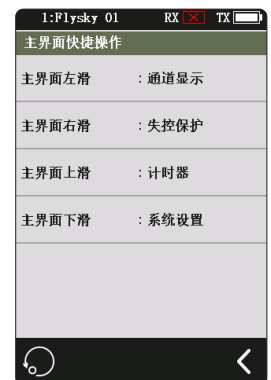 1:Flysky 01 RX TX
主界面快捷操作
主界面左滑 :通道显示
主界面右滑 :失控保护
主界面上滑 :计时器
主界面下滑 :系统设置